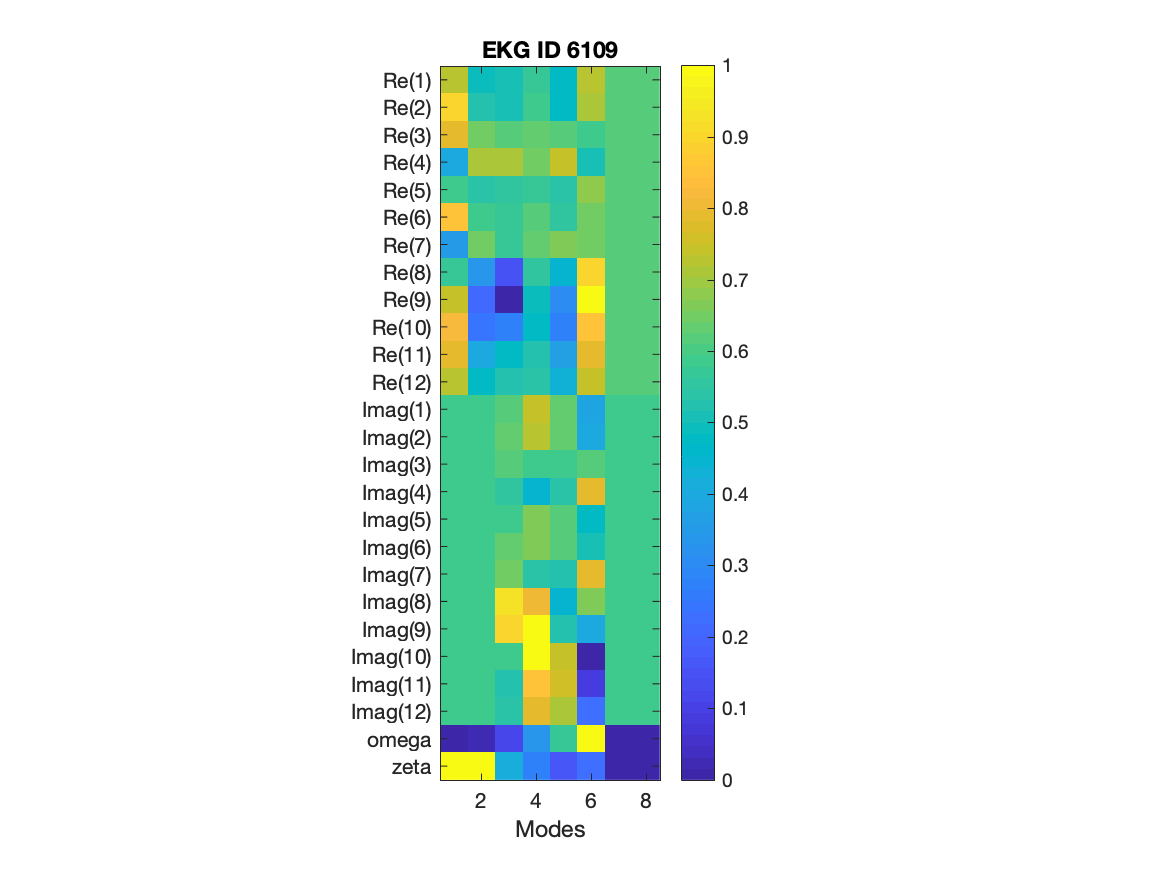 EKG ID 6109
Re(1)
Re(2)
Re(3)
Re(4)
Re(5)
Re(6)
Re(7)
Re(8)
Re(9)
Re(10)
Re(11)
Re(12)
Imag(1)
Imag(2)
Imag(3)
Imag(4)
Imag(5)
Imag(6)
Imag(7)
Imag(8)
Imag(9)
Imag(10)
Imag(11)
Imag(12)
omega
zeta
2 4 6 8
Modes
1
0.9
0.8
0.7
0.6
0.5
0.4
0.3
0.2
0.1
0